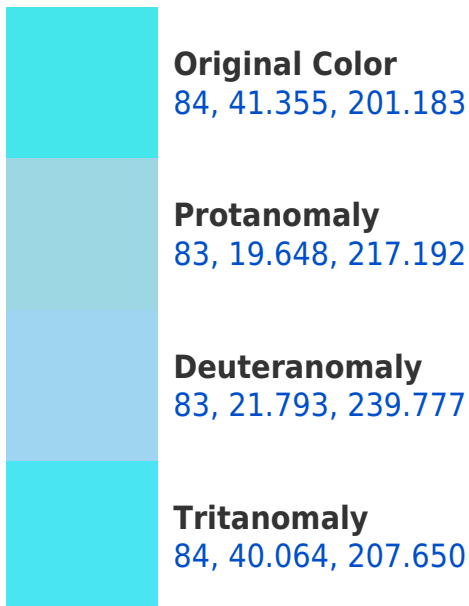 Original Color
84, 41.355, 201.183
Protanomaly
83, 19.648, 217.192
Deuteranomaly
83, 21.793, 239.777
Tritanomaly
84, 40.064, 207.650